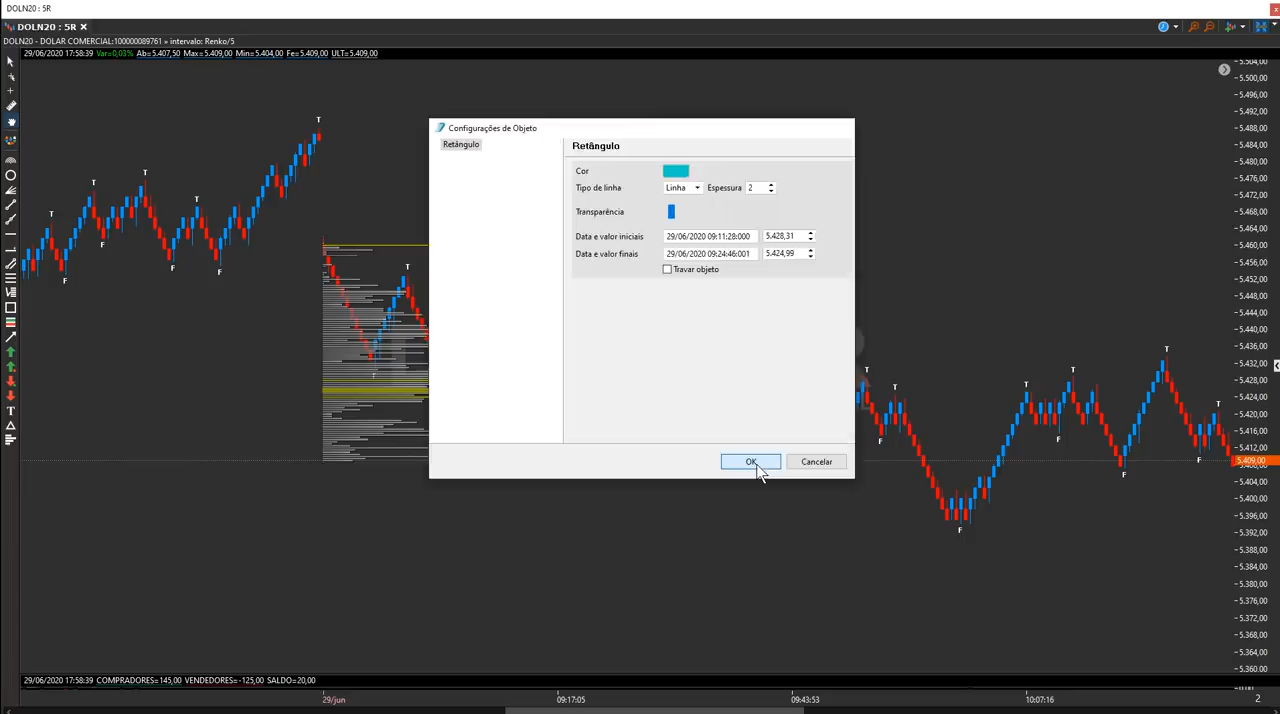 DOLN20 : 5R
DOLN20 : 5R
DOLN20 - DOLAR COMERCIAL:100000089761 » intervalo: Renko/5
29/06/2020 17:58:39 Var=0,03% Ab=5.407,50 Max=5.409,00 Min=5.404,00 Fe=5.409,00 ULT=5.409,00
Configurações de Objeto
Retângulo
Retângulo
Cor
Tipo de linha Linha Espessura 2
Transparência
Data e valor iniciais 29/06/2020 09:11:28:000 5.428,31
Data e valor finais 29/06/2020 09:24:46:001 5.424,99
Travar objeto
OK Cancelar
T
T
T
T
T
F
F
F
F
T
T
T
T
T
T
T
F
F
F
F
F
5.504,00
5.500,00
5.496,00
5.492,00
5.488,00
5.484,00
5.480,00
5.476,00
5.472,00
5.468,00
5.464,00
5.460,00
5.456,00
5.452,00
5.448,00
5.444,00
5.440,00
5.436,00
5.432,00
5.428,00
5.424,00
5.420,00
5.416,00
5.412,00
5.409,00
5.404,00
5.400,00
5.396,00
5.392,00
5.388,00
5.384,00
5.380,00
5.376,00
5.372,00
5.368,00
5.364,00
5.360,00
29/06/2020 17:58:39 COMPRADORES=145,00 VENDEDORES=-125,00 SALDO=20,00
29/jun 09:17:05 09:43:53 10:07:16 2